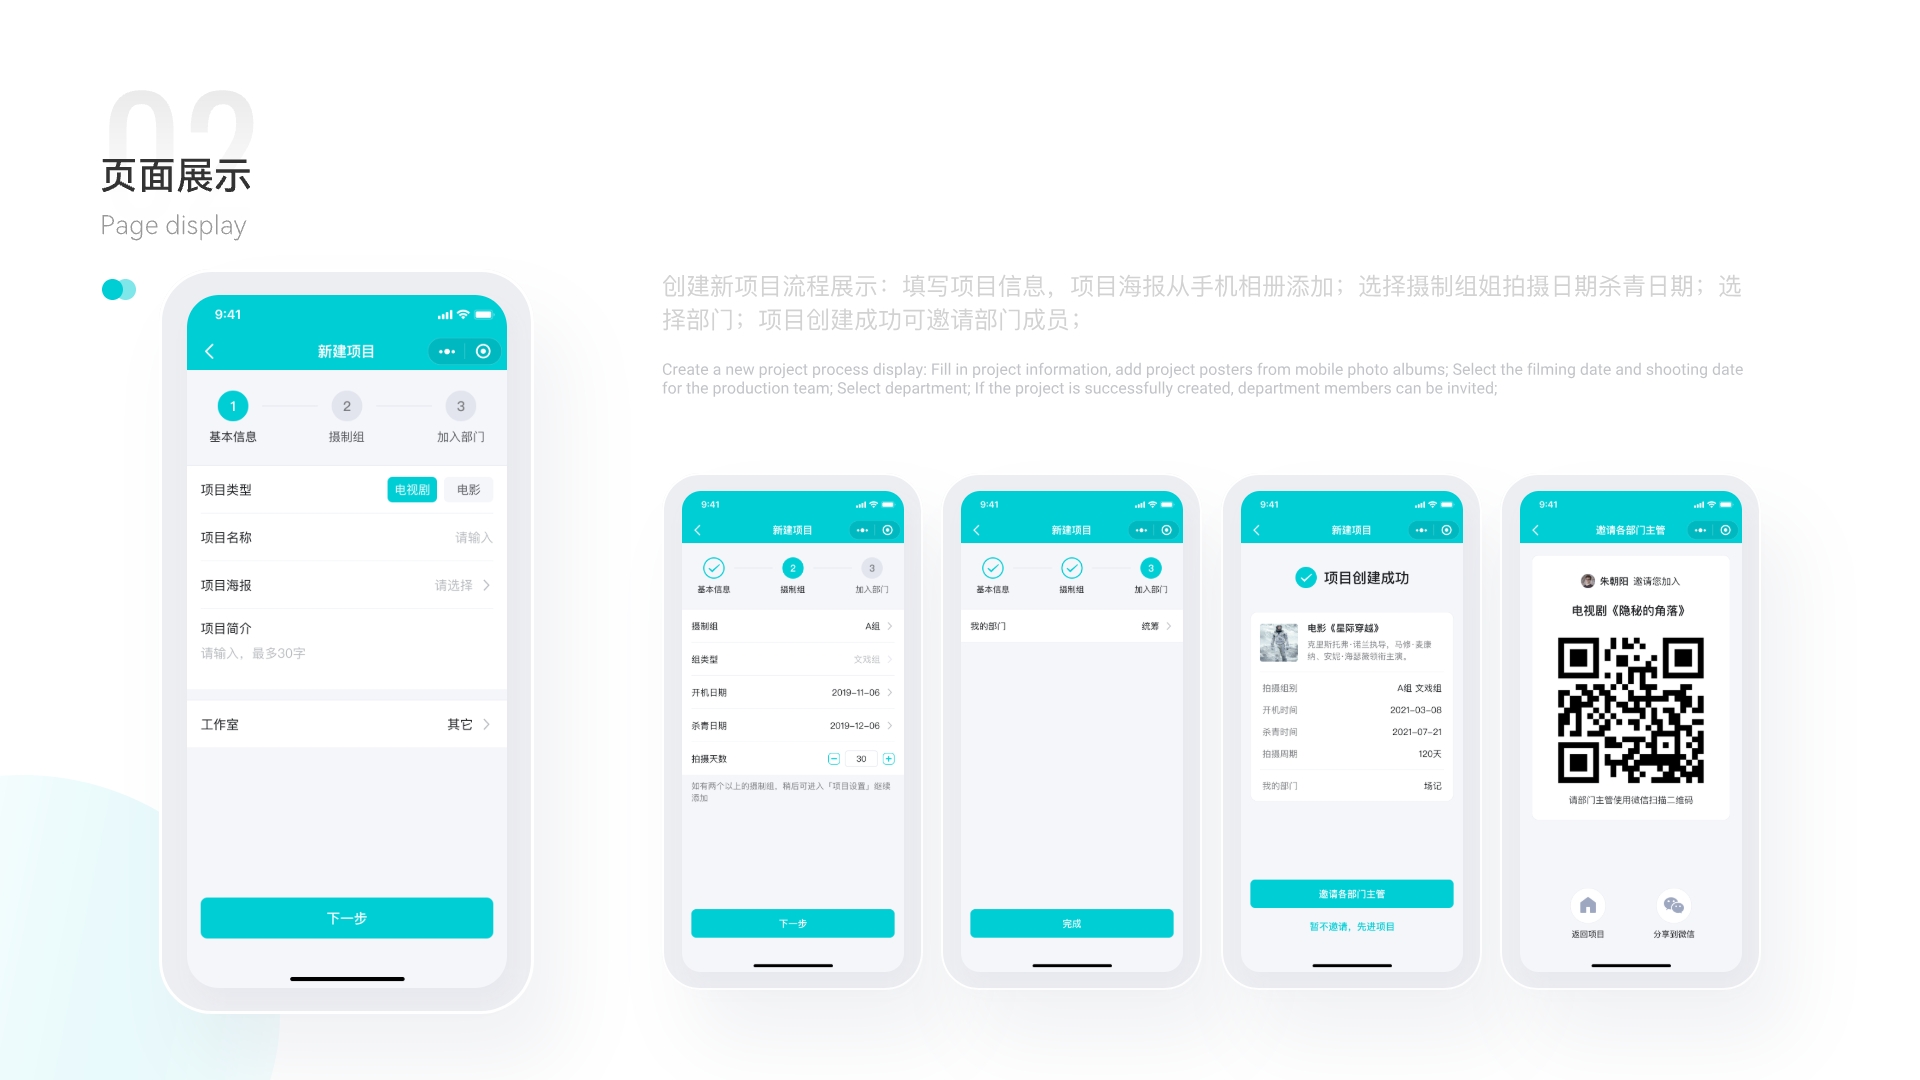 02
页面展示
Page display
9:41
新建项目
1
2
3
基本信息
摄制组
加入部门
项目类型
电视剧
电影
项目名称
请输入
项目海报
请选择
项目简介
请输入，最多30字
工作室
其它
下一步
创建新项目流程展示：填写项目信息，项目海报从手机相册添加；选择摄制组姐拍摄日期杀青日期；选
择部门；项目创建成功可邀请部门成员；
Create a new project process display: Fill in project information, add project posters from mobile photo albums; Select the filming date and shooting date
for the production team; Select department; If the project is successfully created, department members can be invited;
9:41
新建项目
2
3
基本信息
摄制组
加入部门
摄制组
A组
组类型
文戏组
开机日期
2019-11-06
杀青日期
2019-12-06
拍摄天数
30
如有两个以上的摄制组，稍后可进入「项目设置」继续
添加
下一步
9:41
新建项目
3
基本信息
摄制组
加入部门
我的部门
统筹
完成
9:41
新建项目
项目创建成功
电影《星际穿越》
克里斯托弗·诺兰执导，马修·麦康
纳、安妮·海瑟薇领衔主演。
拍摄组别
A组 文戏组
开机时间
2021-03-08
杀青时间
2021-07-21
拍摄周期
120天
我的部门
场记
邀请各部门主管
暂不邀请，先进项目
9:41
邀请各部门主管
朱朝阳 邀请您加入
电视剧《隐秘的角落》
请部门主管使用微信扫描二维码
返回项目
分享到微信